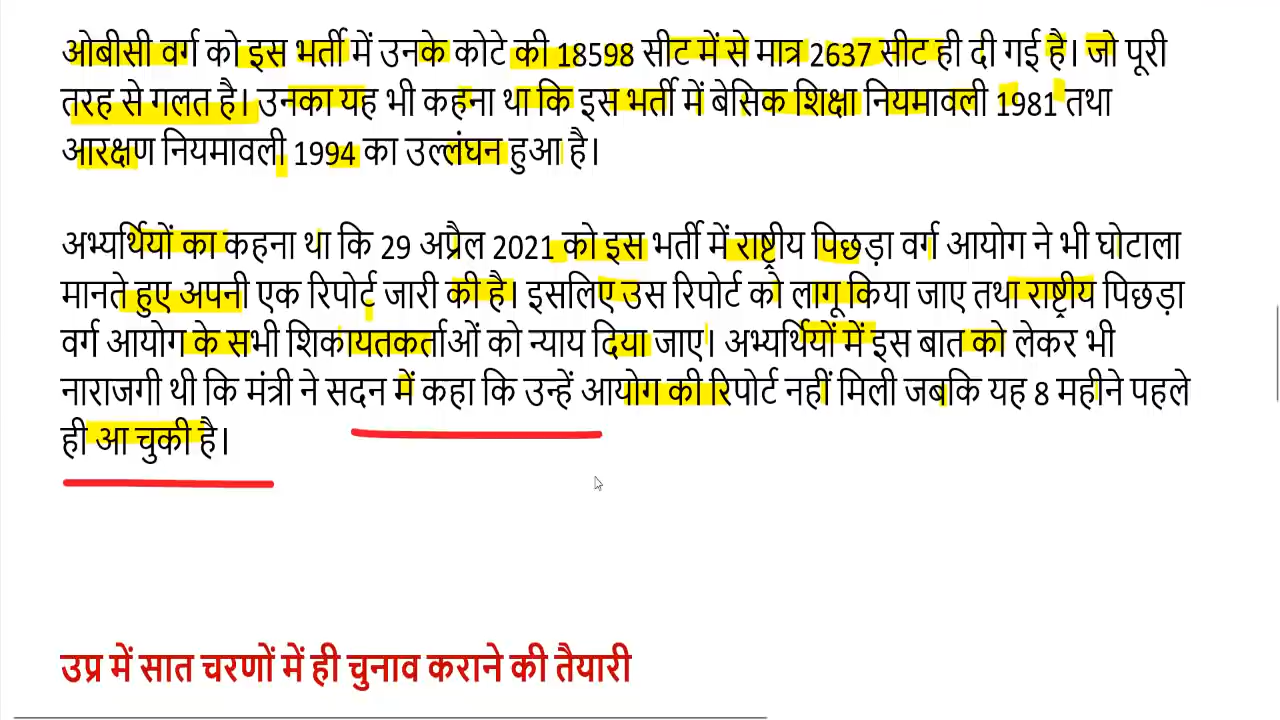 ओबीसी वर्ग को इस भर्ती में उनके कोटे की 18598 सीट में से मात्र 2637 सीट ही दी गई है। जो पूरी
तरह से गलत है। उनका यह भी कहना था कि इस भर्ती में बेसिक शिक्षा नियमावली 1981 तथा
आरक्षण नियमावली 1994 का उल्लंघन हुआ है।
अभ्यर्थियों का कहना था कि 29 अप्रैल 2021 को इस भर्ती में राष्ट्रीय पिछड़ा वर्ग आयोग ने भी घोटाला
मानते हुए अपनी एक रिपोर्ट जारी की है। इसलिए उस रिपोर्ट को लागू किया जाए तथा राष्ट्रीय पिछड़ा
वर्ग आयोग के सभी शिकायतकर्ताओं को न्याय दिया जाए। अभ्यर्थियों में इस बात को लेकर भी
नाराजगी थी कि मंत्री ने सदन में कहा कि उन्हें आयोग की रिपोर्ट नहीं मिली जबकि यह 8 महीने पहले
ही आ चुकी है।
उप्र में सात चरणों में ही चुनाव कराने की तैयारी